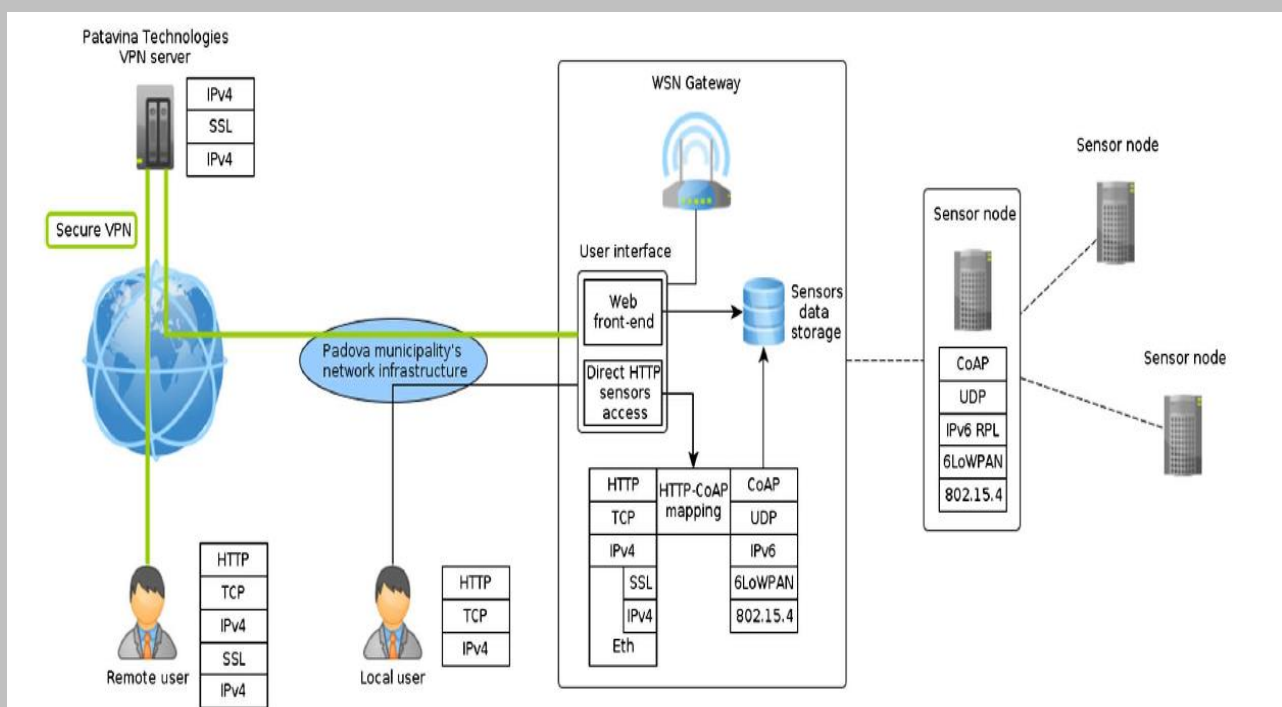 Patavina Technologies
VPN server
IPv4
SSL
IPv4
Secure VPN
Padova municipality's
network infrastructure
HTTP
TCP
IPv4
SSL
IPv4
Remote user
HTTP
TCP
IPv4
Local user
WSN Gateway
User interface
Web
front-end
Direct HTTP
sensors
access
Sensors
data
storage
HTTP
TCP
IPv4
SSL
IPv4
Eth
HTTP-CoAP
mapping
CoAP
UDP
IPv6
6LoWPAN
802.15.4
Sensor node
CoAP
UDP
IPv6 RPL
6LoWPAN
802.15.4
Sensor node
Sensor node